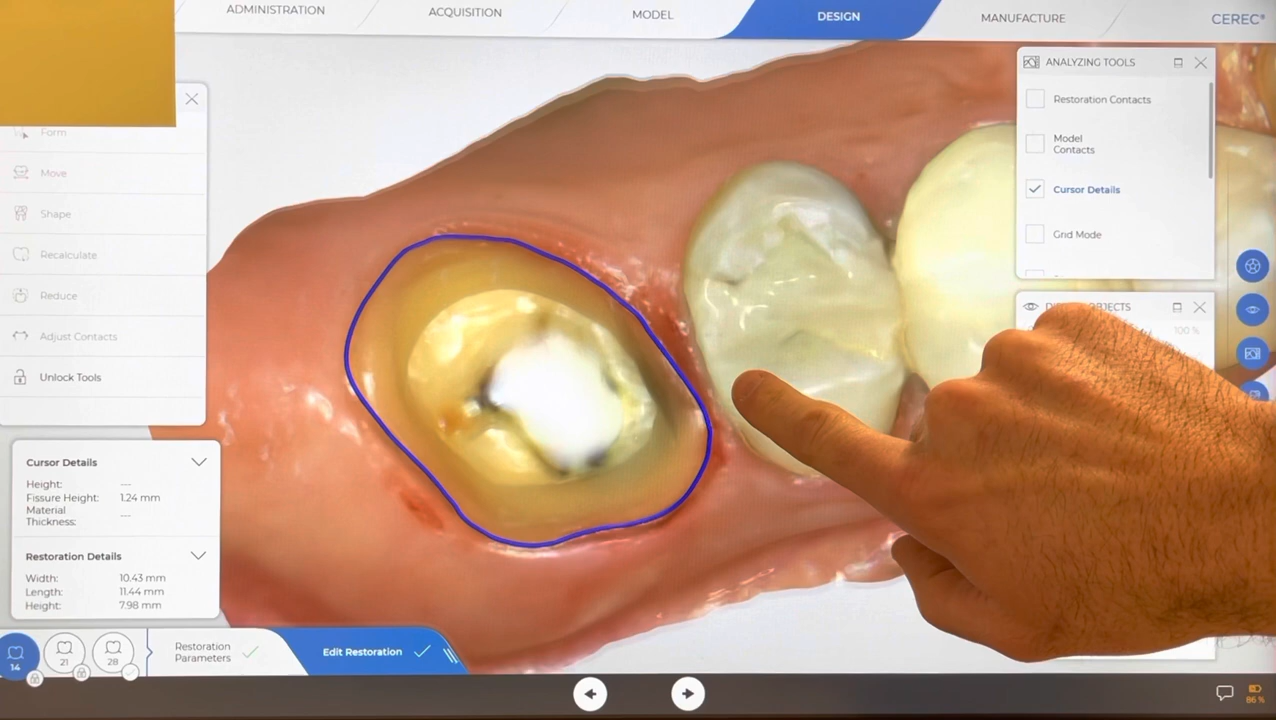 ADMINISTRATION
ACQUISITION
MODEL
DESIGN
MANUFACTURE
CEREC®
Form
Move
Shape
Recalculate
Reduce
Adjust Contacts
Unlock Tools
ANALYZING TOOLS
Restoration Contacts
Model
Contacts
Cursor Details
Grid Mode
OBJECTS
100 %
Cursor Details
Height: ---
Fissure Height: 1.24 mm
Material
Thickness: ---
Restoration Details
Width: 10.43 mm
Length: 11.44 mm
Height: 7.98 mm
14
21
28
Restoration
Parameters
Edit Restoration
86 %